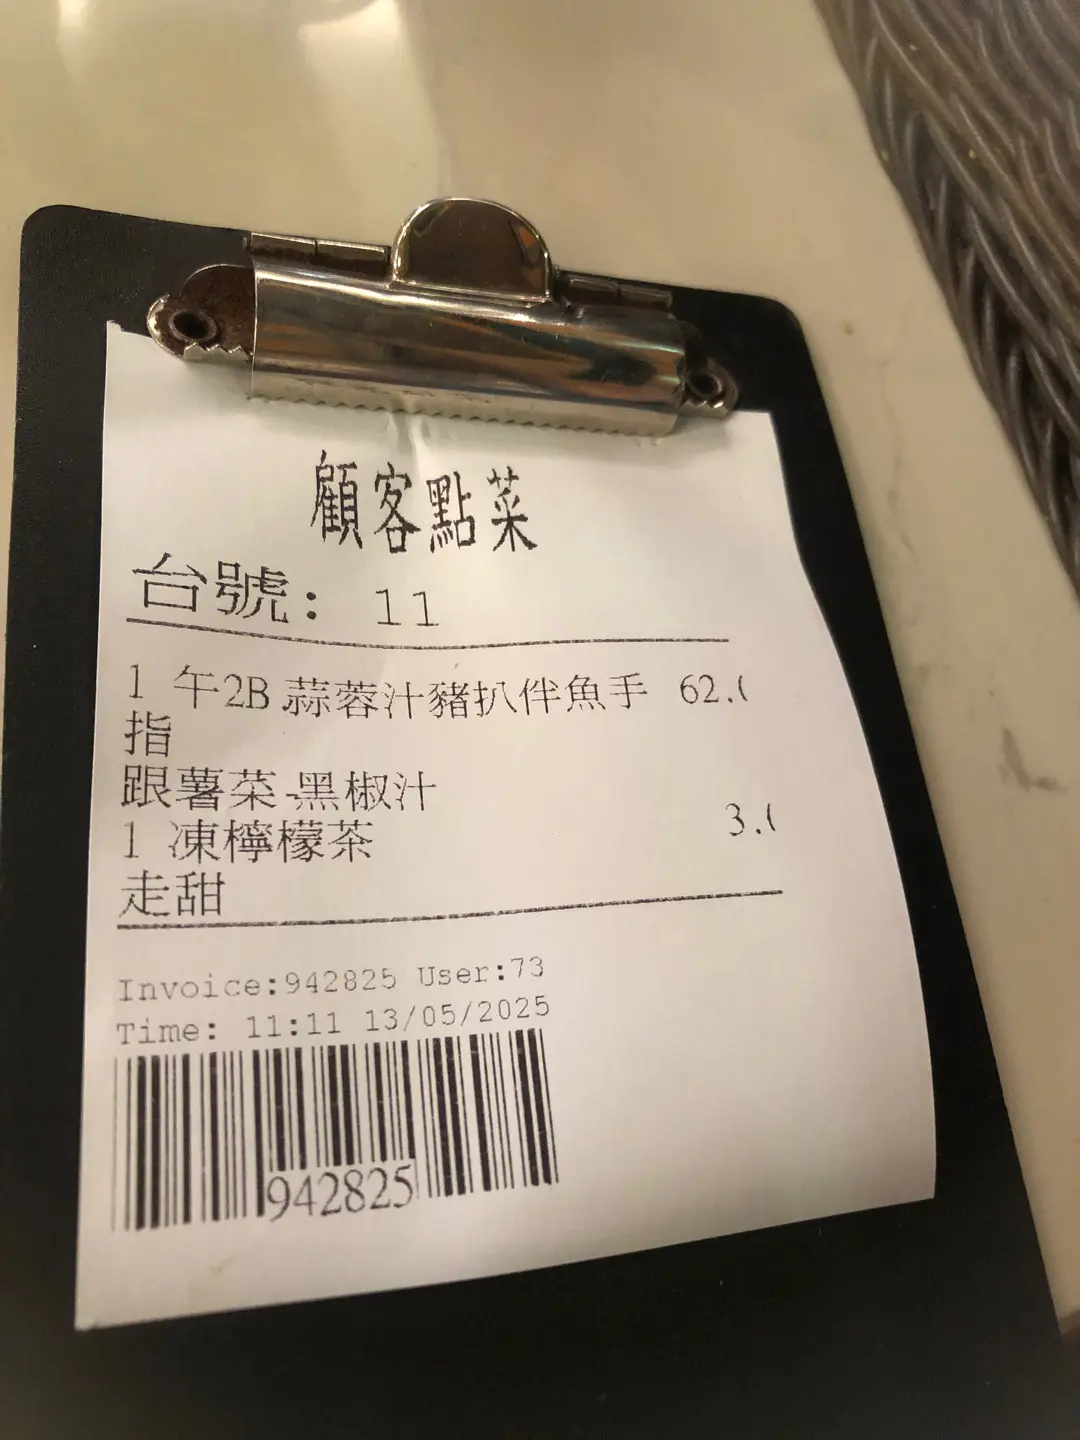 顧客點菜
台號: 11
1 午2B 蒜蓉汁豬扒伴魚手 62.(
指
跟薯菜-黑椒汁
1 凍檸檬茶 3.(
走甜
Invoice:942825 User:73
Time: 11:11 13/05/2025
942825